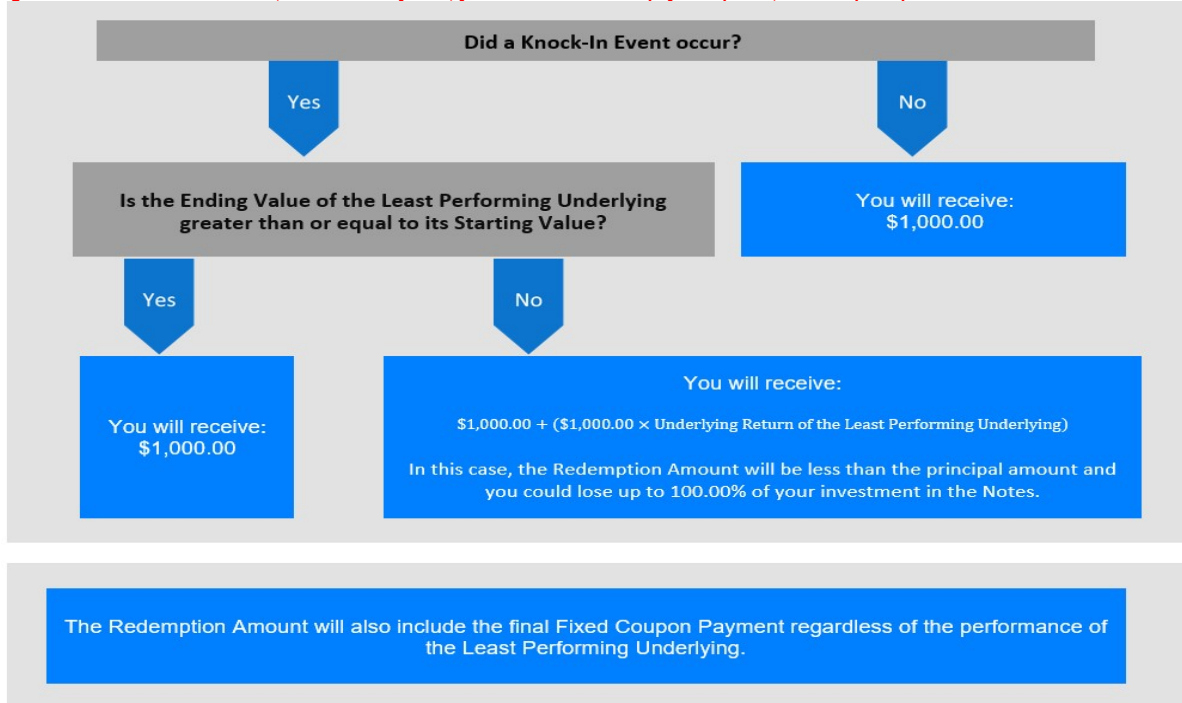 Did a Knock-In Event occur?
Yes
No
Is the Ending Value of the Least Performing Underlying
greater than or equal to its Starting Value?
You will receive:
$1,000.00
Yes
No
You will receive:
$1,000.00
You will receive:
$1,000.00 + ($1,000.00 × Underlying Return of the Least Performing Underlying)
In this case, the Redemption Amount will be less than the principal amount and
you could lose up to 100.00% of your investment in the Notes.
The Redemption Amount will also include the final Fixed Coupon Payment regardless of the performance of
the Least Performing Underlying.